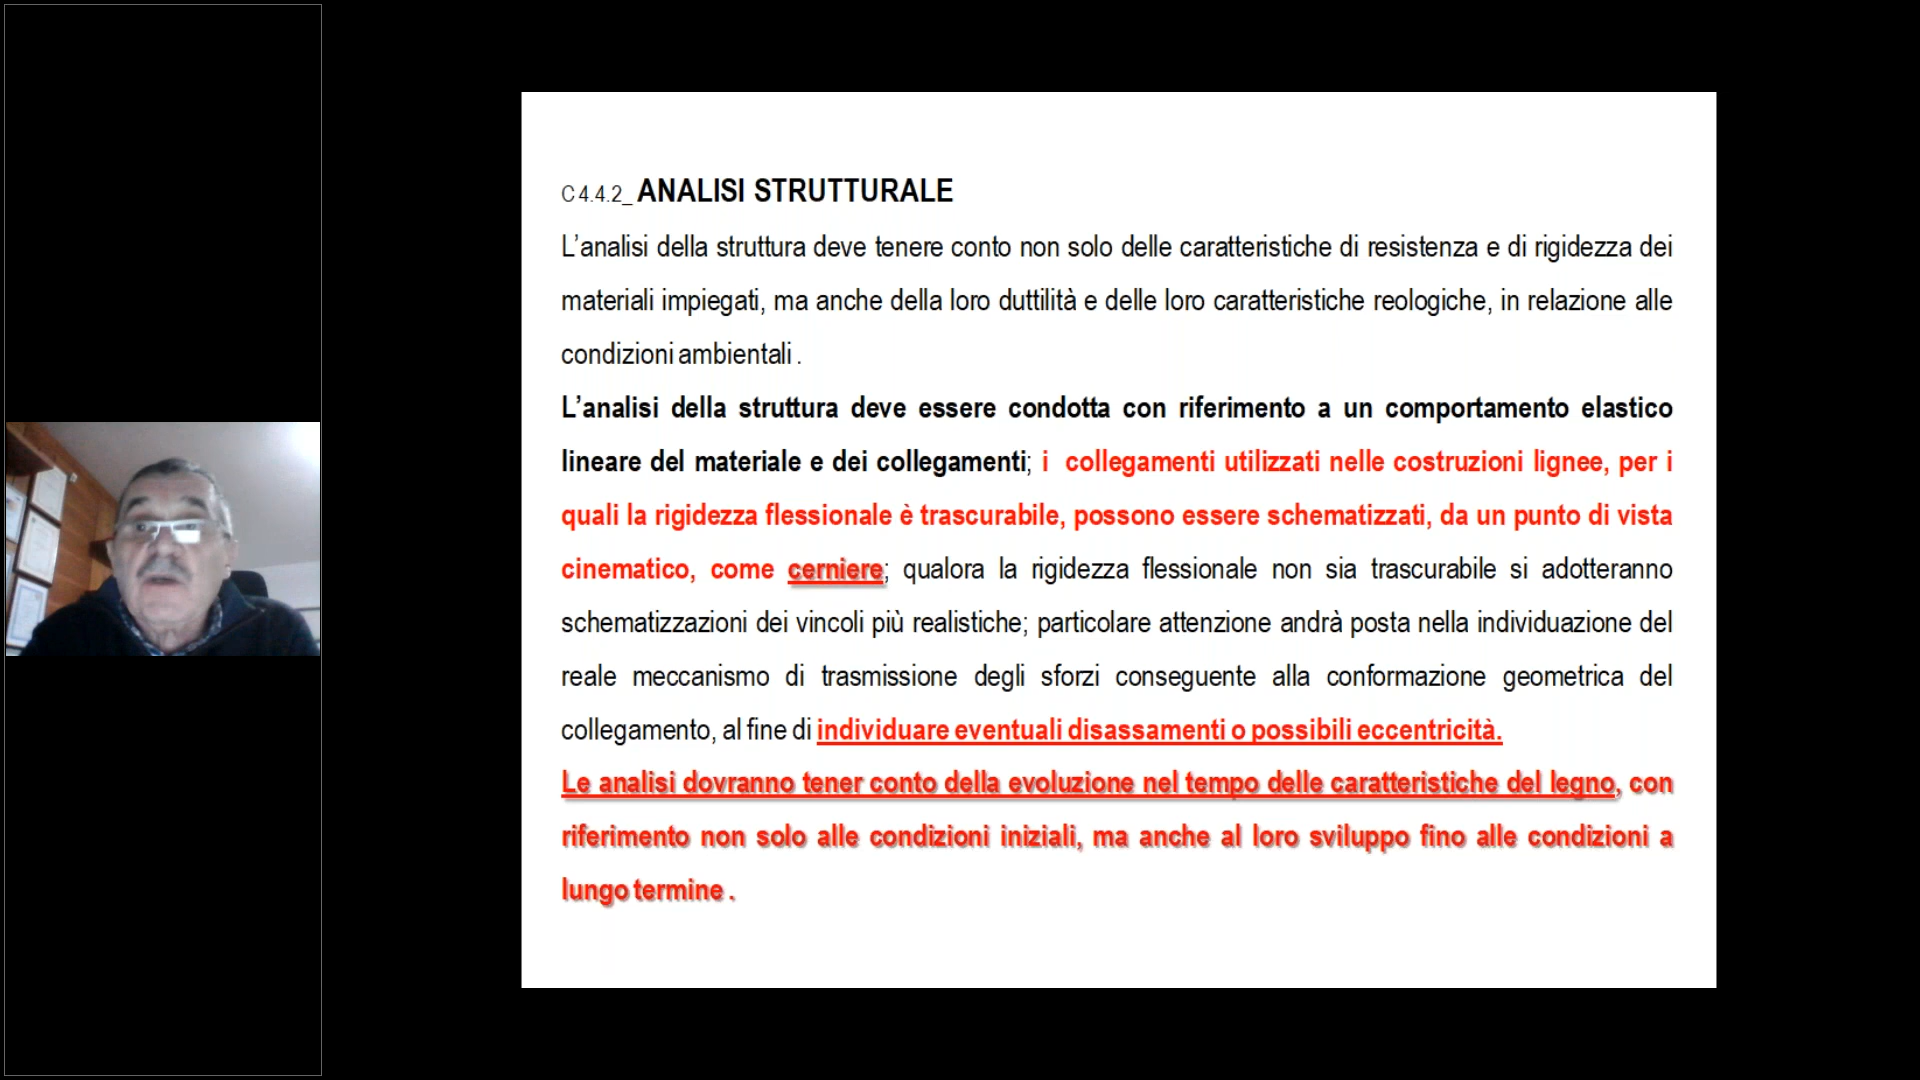 C 4.4.2_ ANALISI STRUTTURALE
L’analisi della struttura deve tenere conto non solo delle caratteristiche di resistenza e di rigidezza dei
materiali impiegati, ma anche della loro duttilità e delle loro caratteristiche reologiche, in relazione alle
condizioni ambientali .
L’analisi della struttura deve essere condotta con riferimento a un comportamento elastico
lineare del materiale e dei collegamenti; i collegamenti utilizzati nelle costruzioni lignee, per i
quali la rigidezza flessionale è trascurabile, possono essere schematizzati, da un punto di vista
cinematico, come cerniere; qualora la rigidezza flessionale non sia trascurabile si adotteranno
schematizzazioni dei vincoli più realistiche; particolare attenzione andrà posta nella individuazione del
reale meccanismo di trasmissione degli sforzi conseguente alla conformazione geometrica del
collegamento, al fine di individuare eventuali disassamenti o possibili eccentricità.
Le analisi dovranno tener conto della evoluzione nel tempo delle caratteristiche del legno, con
riferimento non solo alle condizioni iniziali, ma anche al loro sviluppo fino alle condizioni a
lungo termine .